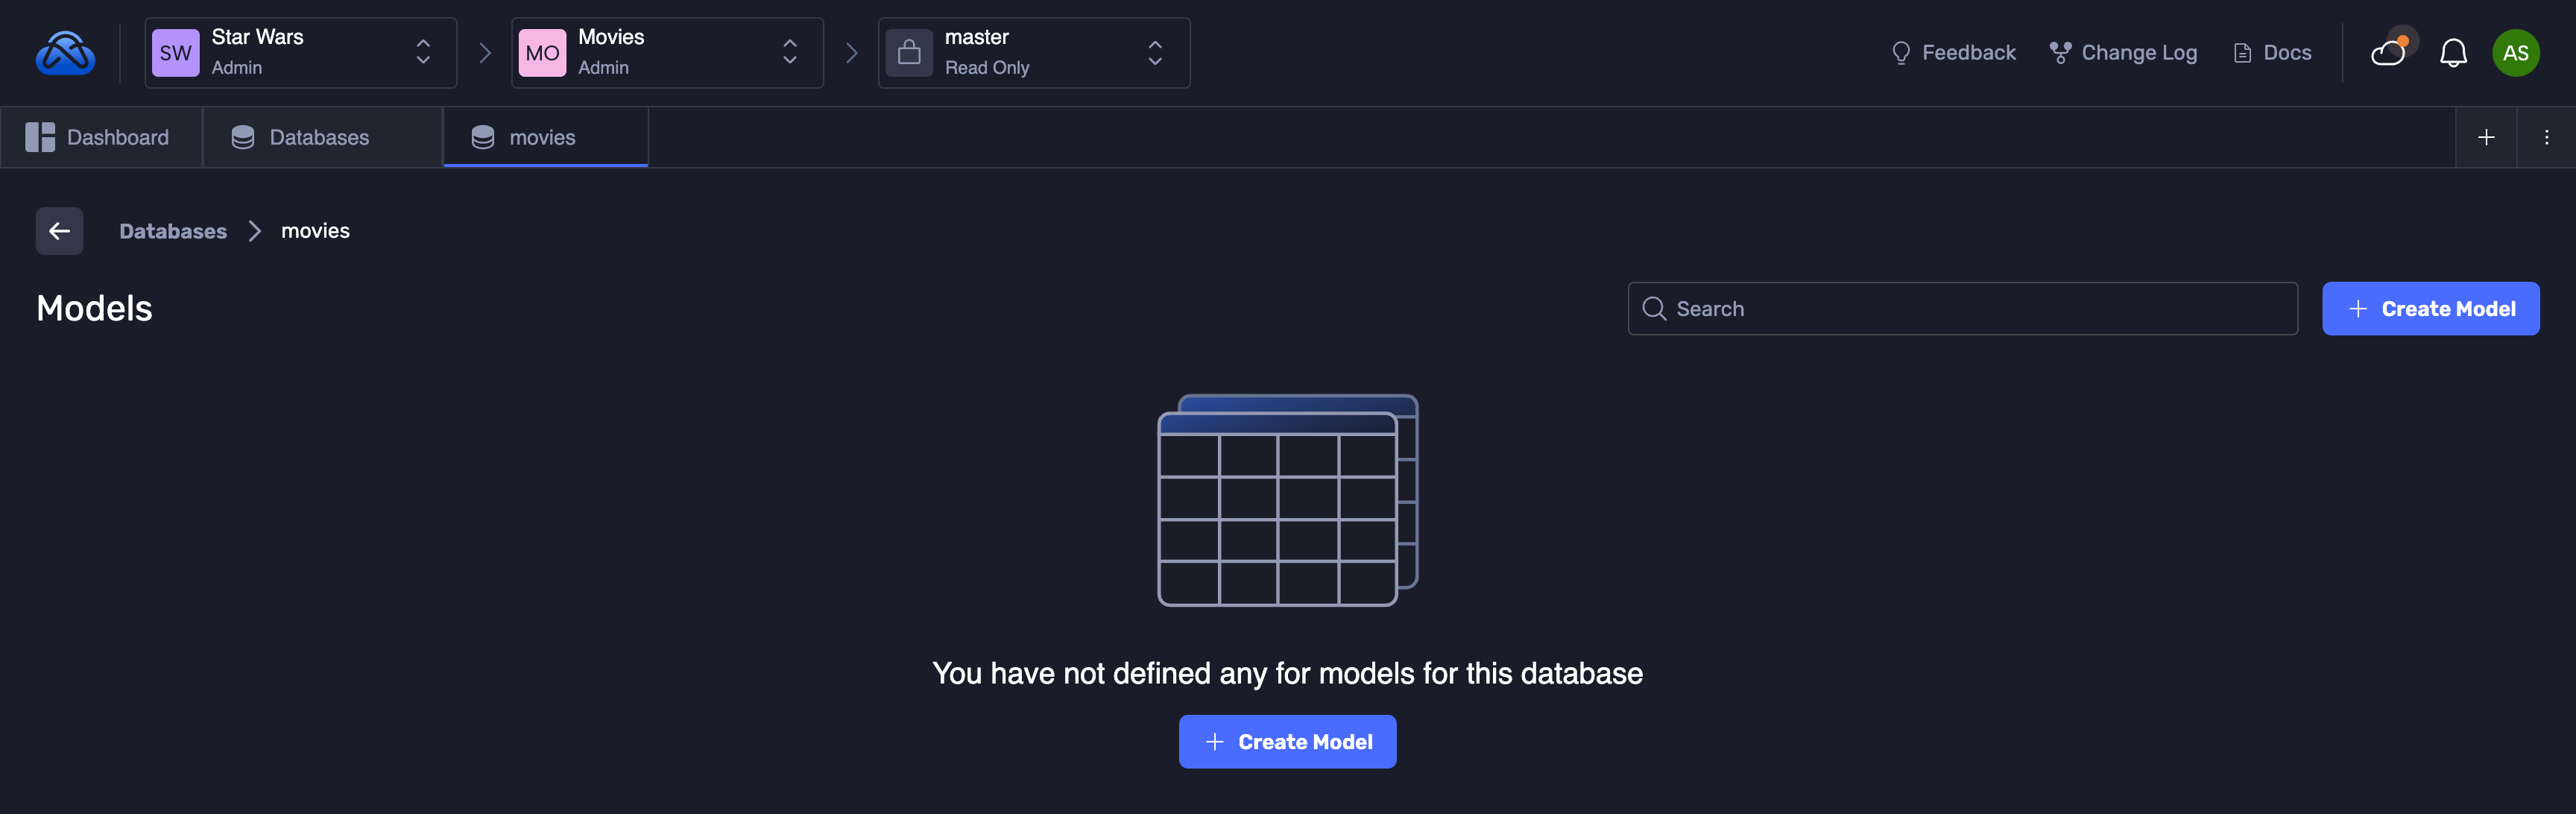 SW
Star Wars
Admin
MO
Movies
Admin
master
Read Only
Feedback
Change Log
Docs
AS
Dashboard
Databases
movies
Databases
movies
Models
Search
Create Model
You have not defined any for models for this database
Create Model